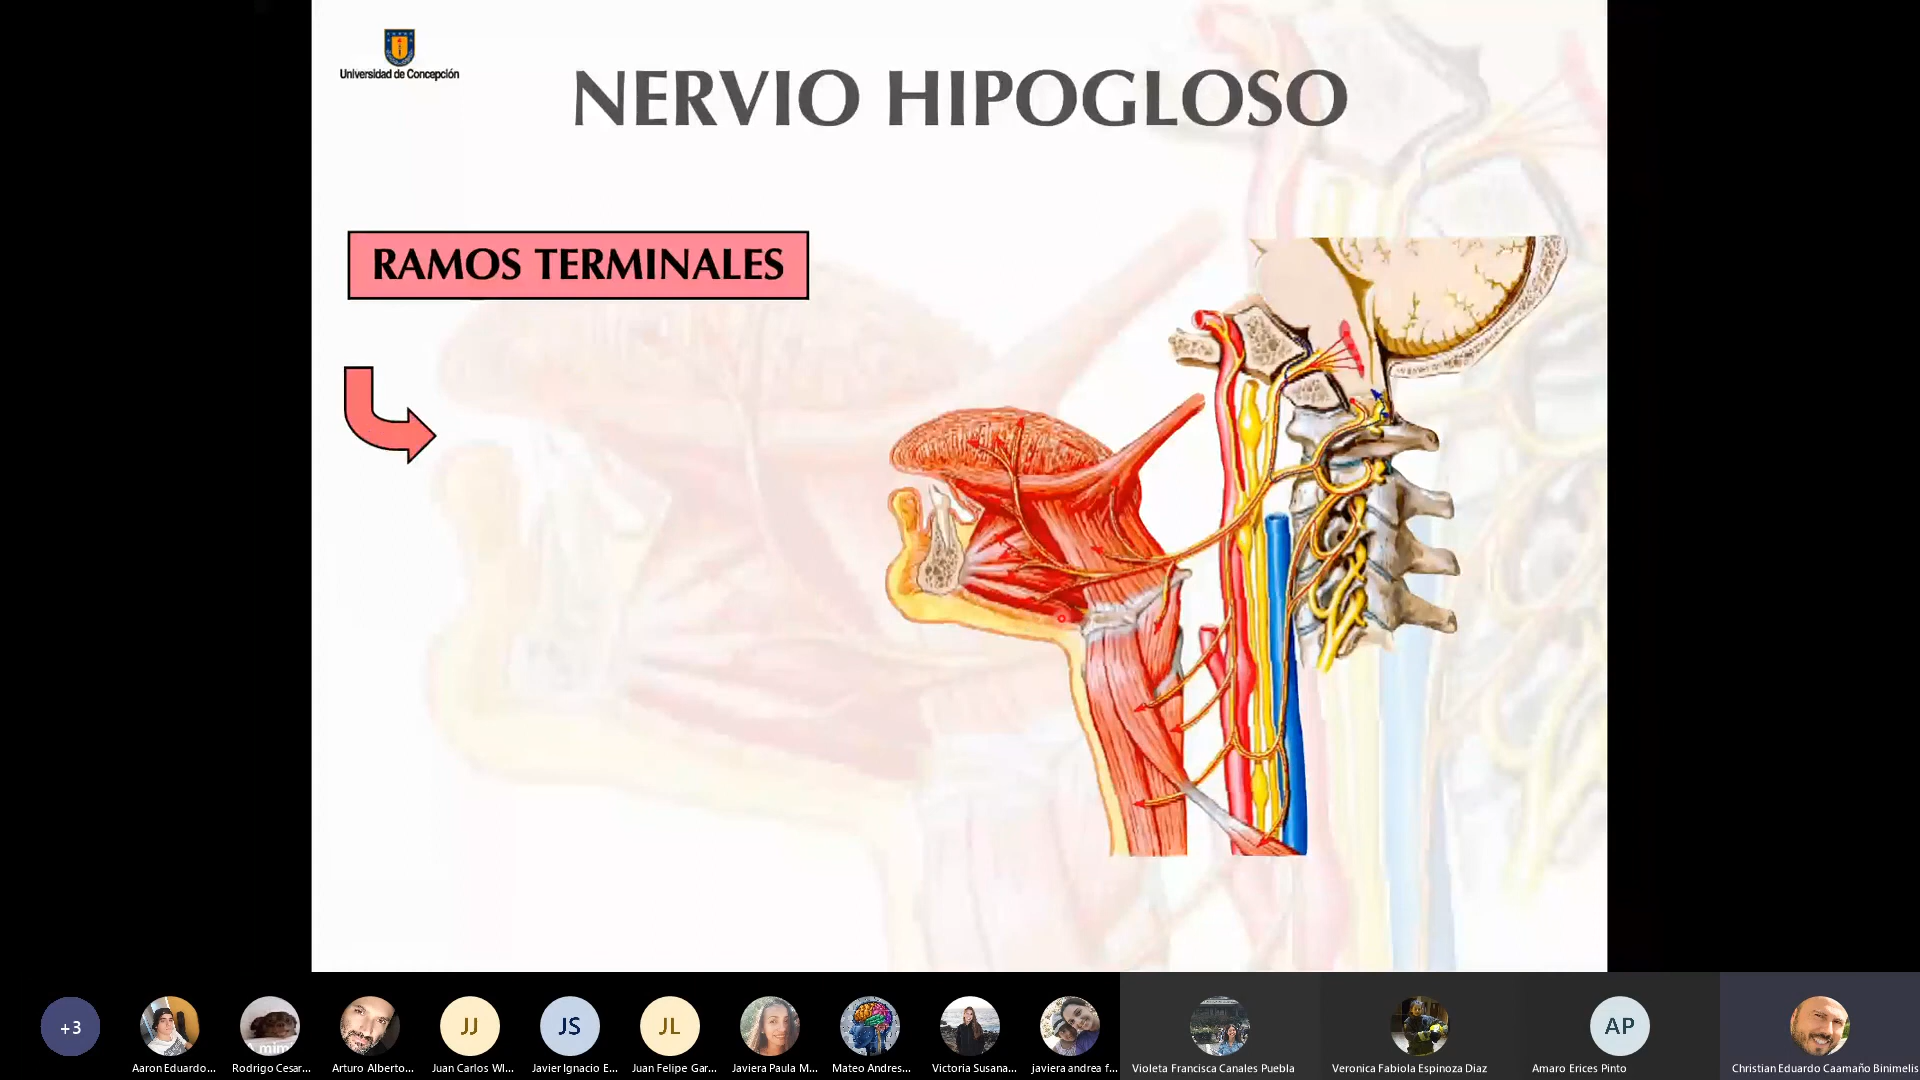 Universidad de Concepción
NERVIO HIPOGLOSO
RAMOS TERMINALES
+3
JJ
JS
JL
AP
Aaron Eduardo...
Rodrigo Cesar...
Arturo Alberto...
Juan Carlos WI...
Javier Ignacio E...
Juan Felipe Gar...
Javiera Paula M...
Mateo Andres...
Victoria Susana...
javiera andrea f...
Violeta Francisca Canales Puebla
Veronica Fabiola Espinoza Diaz
Amaro Erices Pinto
Christian Eduardo Caamaño Binimelis